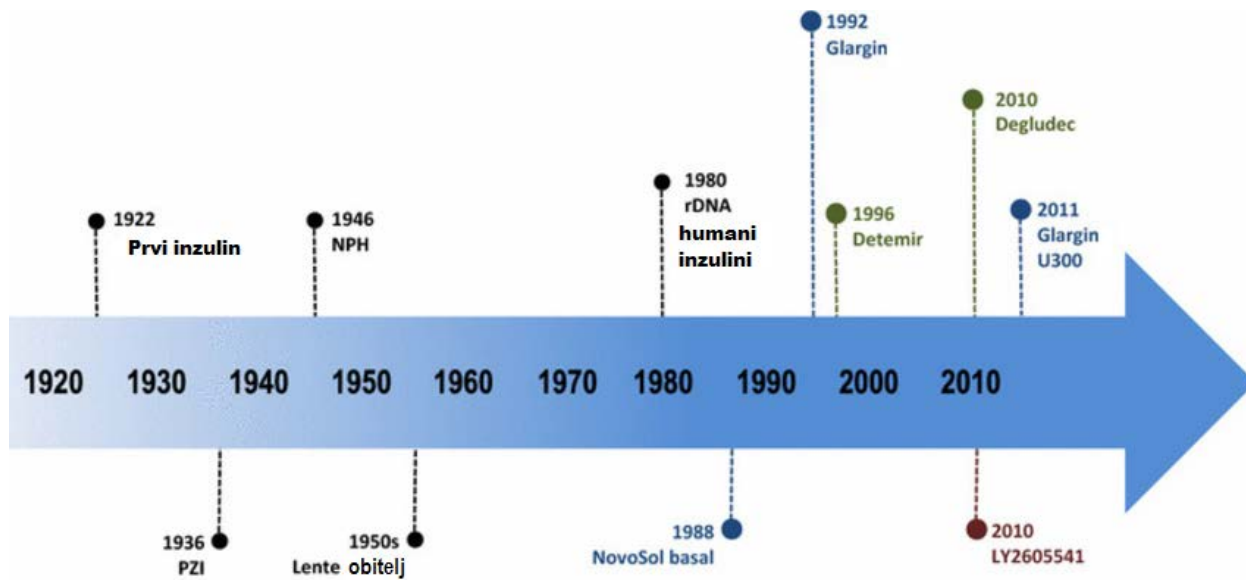 1992
Glargin
2010
Degludec
1980
rDNA
humani
inzulini
1922
Prvi inzulin
1946
NPH
1996
Detemir
2011
Glargin
U300
1920 1930 1940 1950 1960 1970 1980 1990 2000 2010
1936
PZI
1950s
Lente obitelj
1988
NovoSol basal
2010
LY2605541